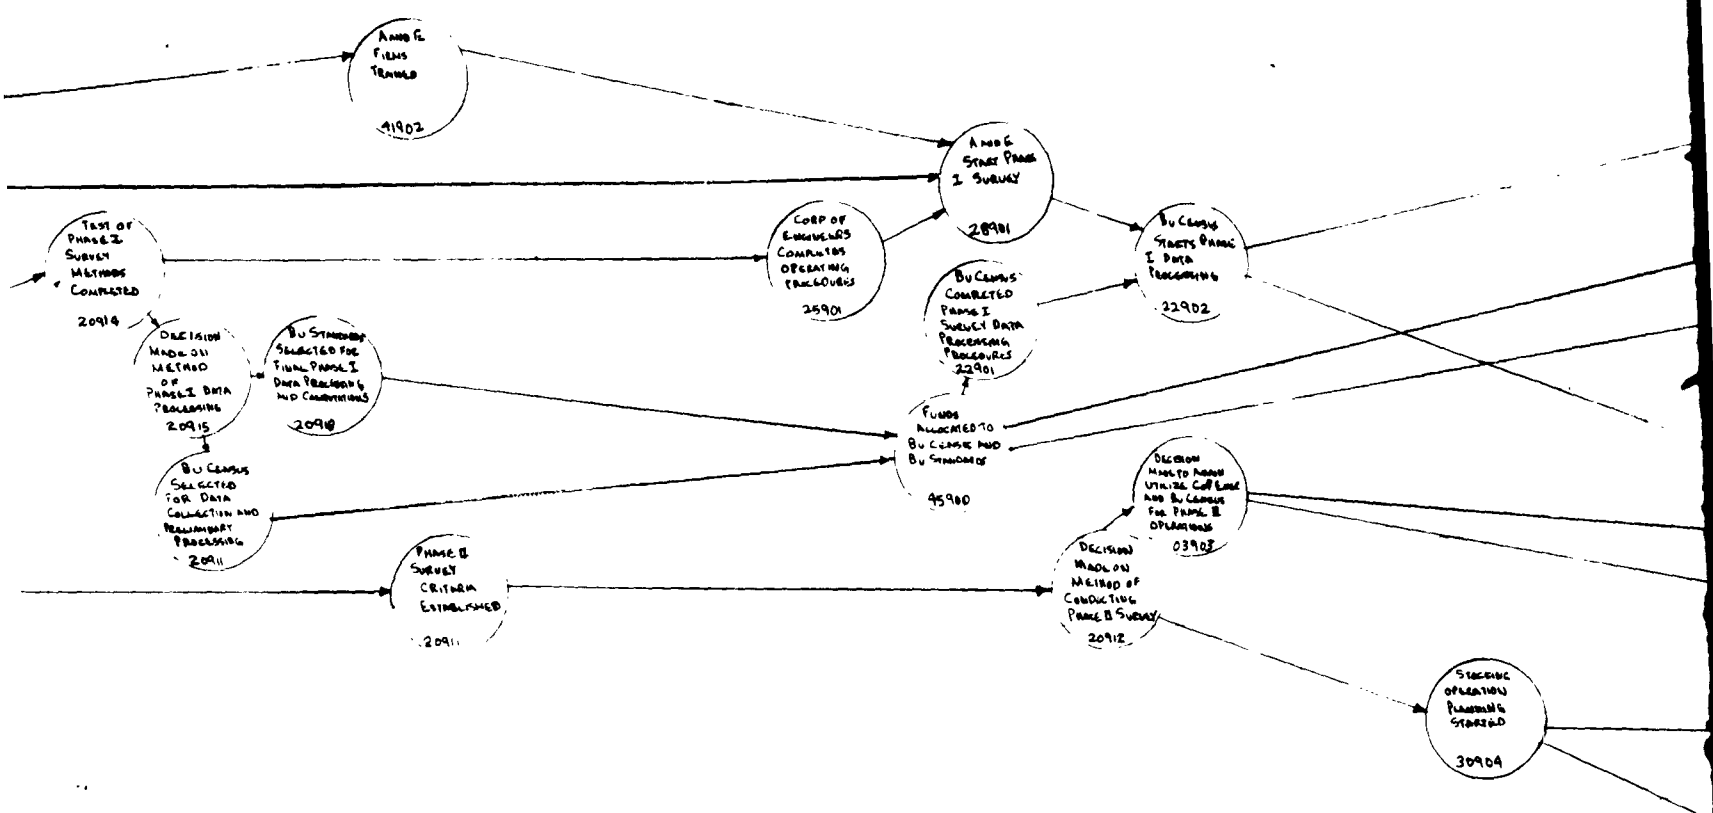 A AND E
FIRMS
TRAINED
41902
A AND E
START PHASE
I SURVEY
28901
TEST OF
PHASE I
SURVEY
METHODS
COMPLETED
20914
CORP OF
ENGINEERS
COMPLETES
OPERATING
PROCEDURES
25901
BU CENSUS
STARTS PHASE
I DATA
PROCESSING
22902
BU CENSUS
COMPLETED
PHASE I
SURVEY DATA
PROCESSING
PROCEDURES
22901
DECISION
MADE ON
METHOD
OF
PHASE I DATA
PROCESSING
20915
BU STANDARDS
SELECTED FOR
FINAL PHASE I
DATA PROCESSING
AND COMPUTATIONS
20910
FUNDS
ALLOCATED TO
BU CENSUS AND
BU STANDARDS
45900
BU CENSUS
SELECTED
FOR DATA
COLLECTION AND
PRELIMINARY
PROCESSING
20911
DECISION
MADE TO
UTILIZE
AND BU CENSUS
FOR PHASE II
OPERATIONS
03903
PHASE II
SURVEY
CRITERIA
ESTABLISHED
20911
DECISION
MADE ON
METHOD OF
CONDUCTING
PHASE II SURVEY
20912
STOCKING
OPERATION
PLANNING
STARTED
30904